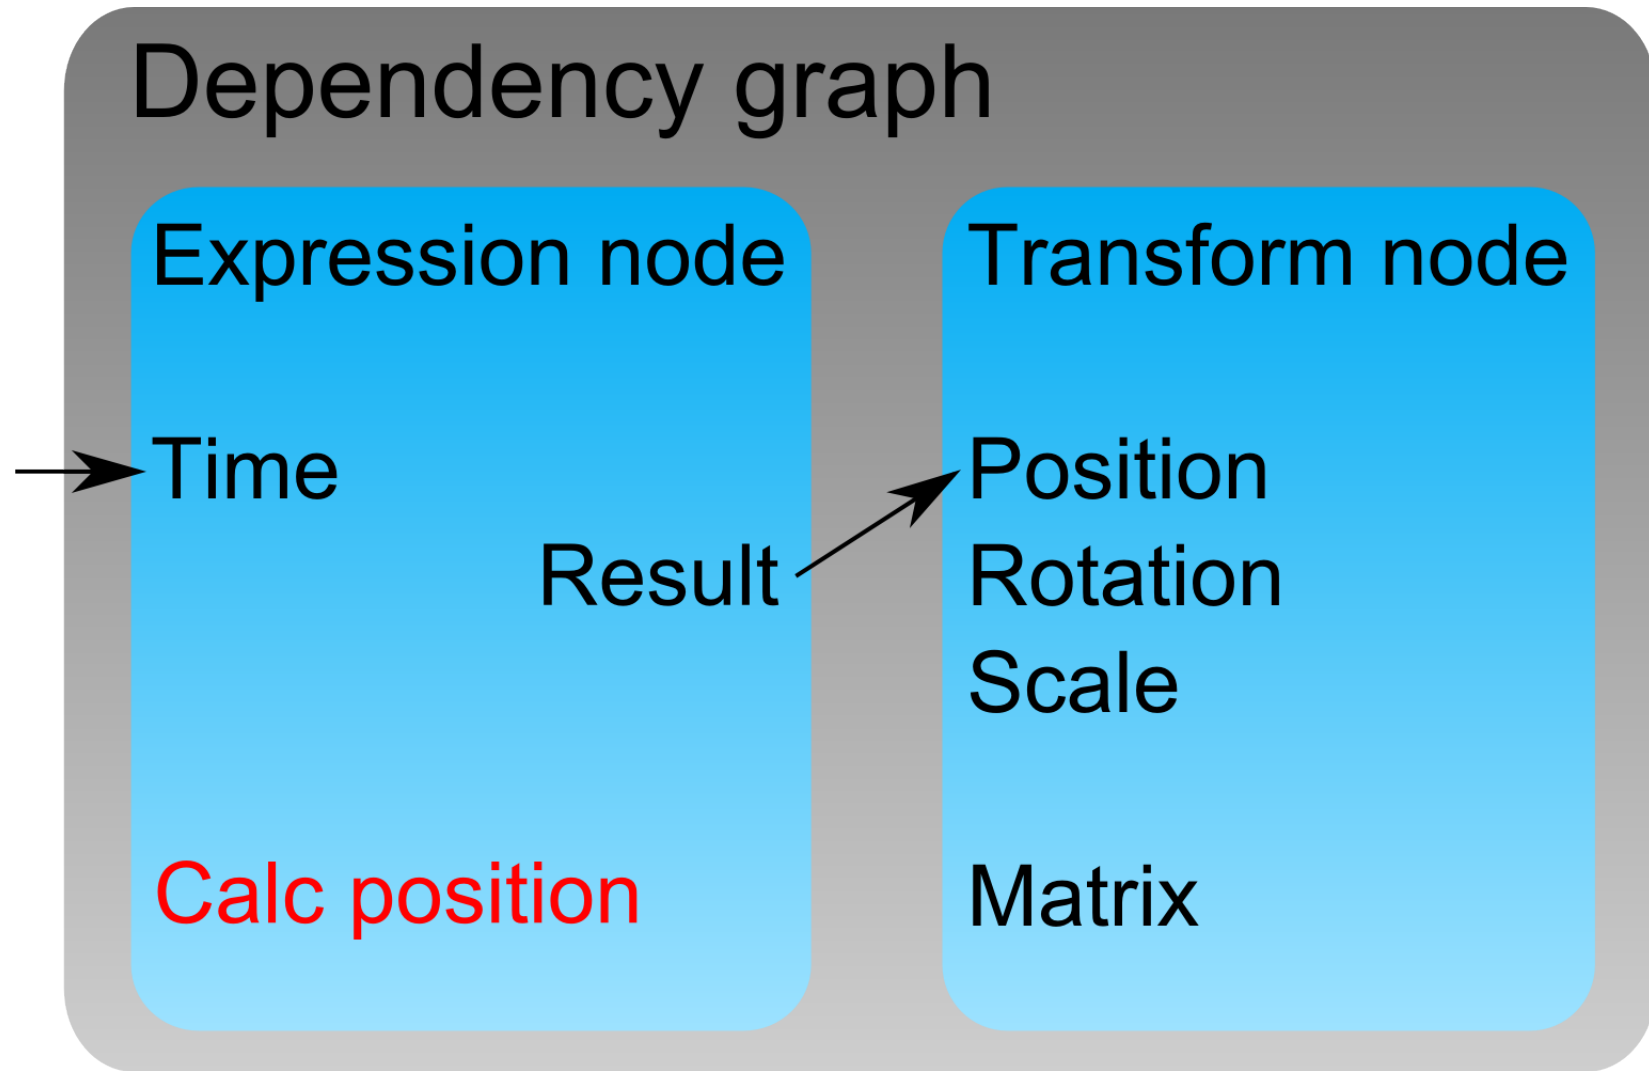 Dependency graph
Expression node
Time
Result
Calc position
Transform node
Position
Rotation
Scale
Matrix